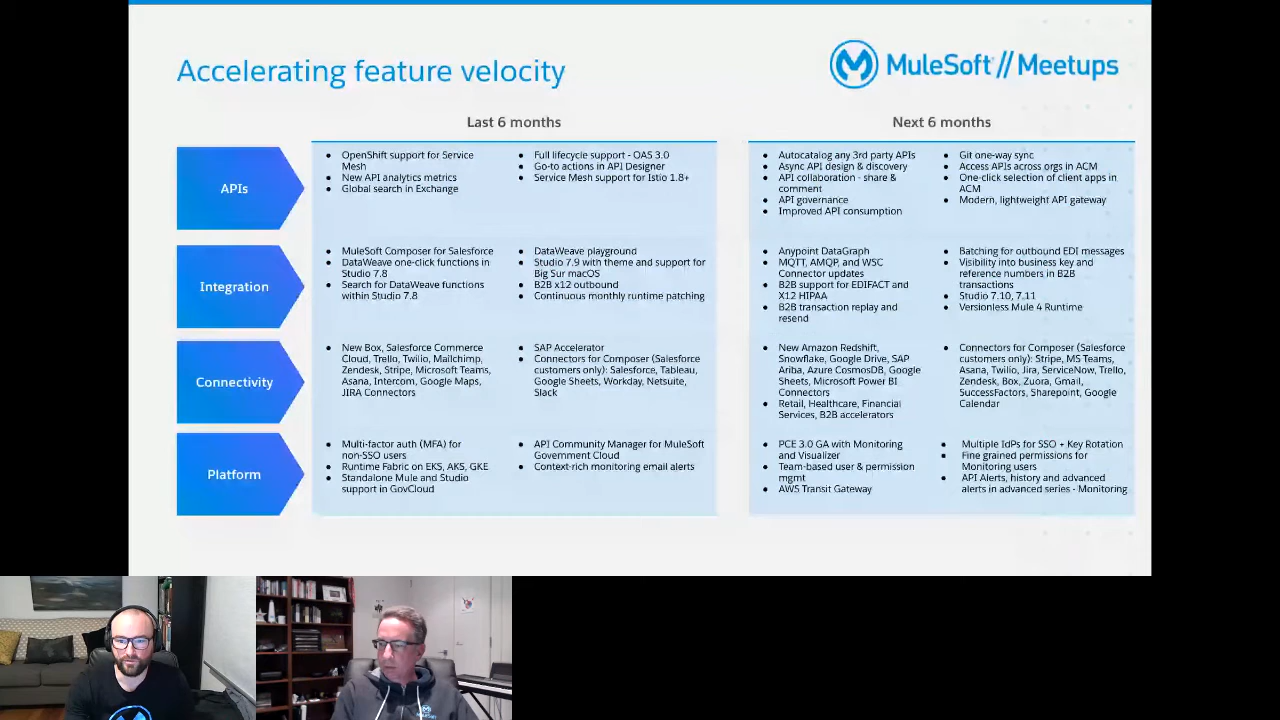 Accelerating feature velocity
MuleSoft // Meetups
Last 6 months
Next 6 months
APIs
OpenShift support for Service
Mesh
New API analytics metrics
Global search in Exchange
Full lifecycle support - OAS 3.0
Go-to actions in API Designer
Service Mesh support for Istio 1.8+
Autocatalog any 3rd party APIs
Async API design & discovery
API collaboration - share &
comment
API governance
Improved API consumption
Git one-way sync
Access APIs across orgs in ACM
One-click selection of client apps in
ACM
Modern, lightweight API gateway
Integration
MuleSoft Composer for Salesforce
DataWeave one-click functions in
Studio 7.8
Search for DataWeave functions
within Studio 7.8
DataWeave playground
Studio 7.9 with theme and support for
Big Sur macOS
B2B x12 outbound
Continuous monthly runtime patching
Anypoint DataGraph
MQTT, AMQP, and WSC
Connector updates
B2B support for EDIFACT and
X12 HIPAA
B2B transaction replay and
resend
Batching for outbound EDI messages
Visibility into business key and
reference numbers in B2B
transactions
Studio 7.10, 7.11
Versionless Mule 4 Runtime
Connectivity
New Box, Salesforce Commerce
Cloud, Trello, Twilio, Mailchimp,
Zendesk, Stripe, Microsoft Teams,
Asana, Intercom, Google Maps,
JIRA Connectors
SAP Accelerator
Connectors for Composer (Salesforce
customers only): Salesforce, Tableau,
Google Sheets, Workday, Netsuite,
Slack
New Amazon Redshift,
Snowflake, Google Drive, SAP
Ariba, Azure CosmosDB, Google
Sheets, Microsoft Power BI
Connectors
Retail, Healthcare, Financial
Services, B2B accelerators
Connectors for Composer (Salesforce
customers only): Stripe, MS Teams,
Asana, Twilio, Jira, ServiceNow, Trello,
Zendesk, Box, Zuora, Gmail,
SuccessFactors, Sharepoint, Google
Calendar
Platform
Multi-factor auth (MFA) for
non-SSO users
Runtime Fabric on EKS, AKS, GKE
Standalone Mule and Studio
support in GovCloud
API Community Manager for MuleSoft
Government Cloud
Context-rich monitoring email alerts
PCE 3.0 GA with Monitoring
and Visualizer
Team-based user & permission
mgmt
AWS Transit Gateway
Multiple IdPs for SSO + Key Rotation
Fine grained permissions for
Monitoring users
API Alerts, history and advanced
alerts in advanced series - Monitoring
MuleSoft